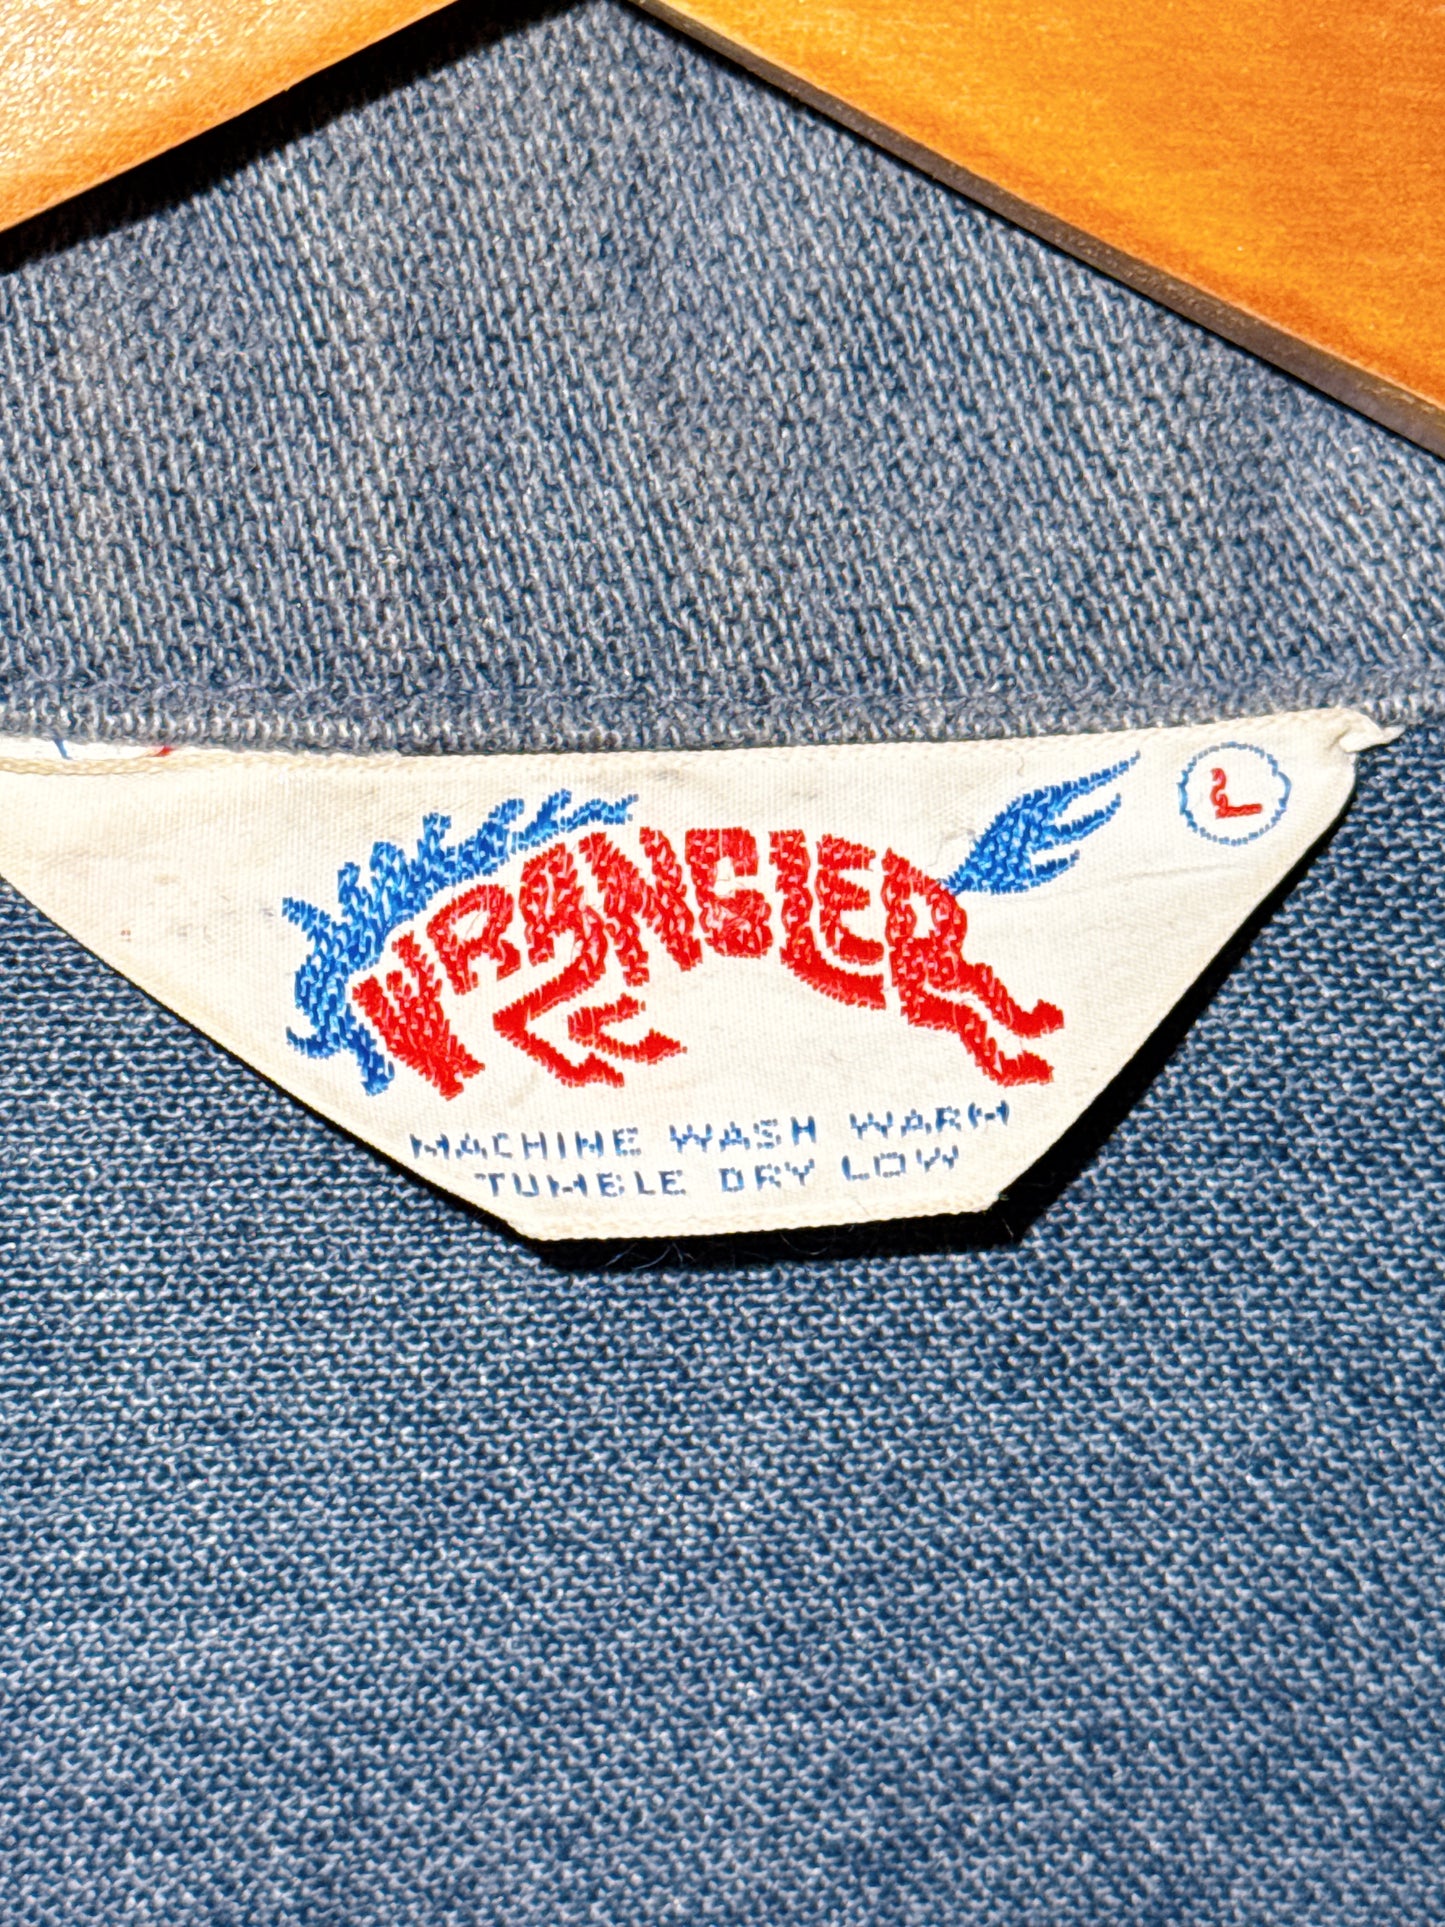 L
WRANGLER
MACHINE WASH WARM
TUMBLE DRY LOW